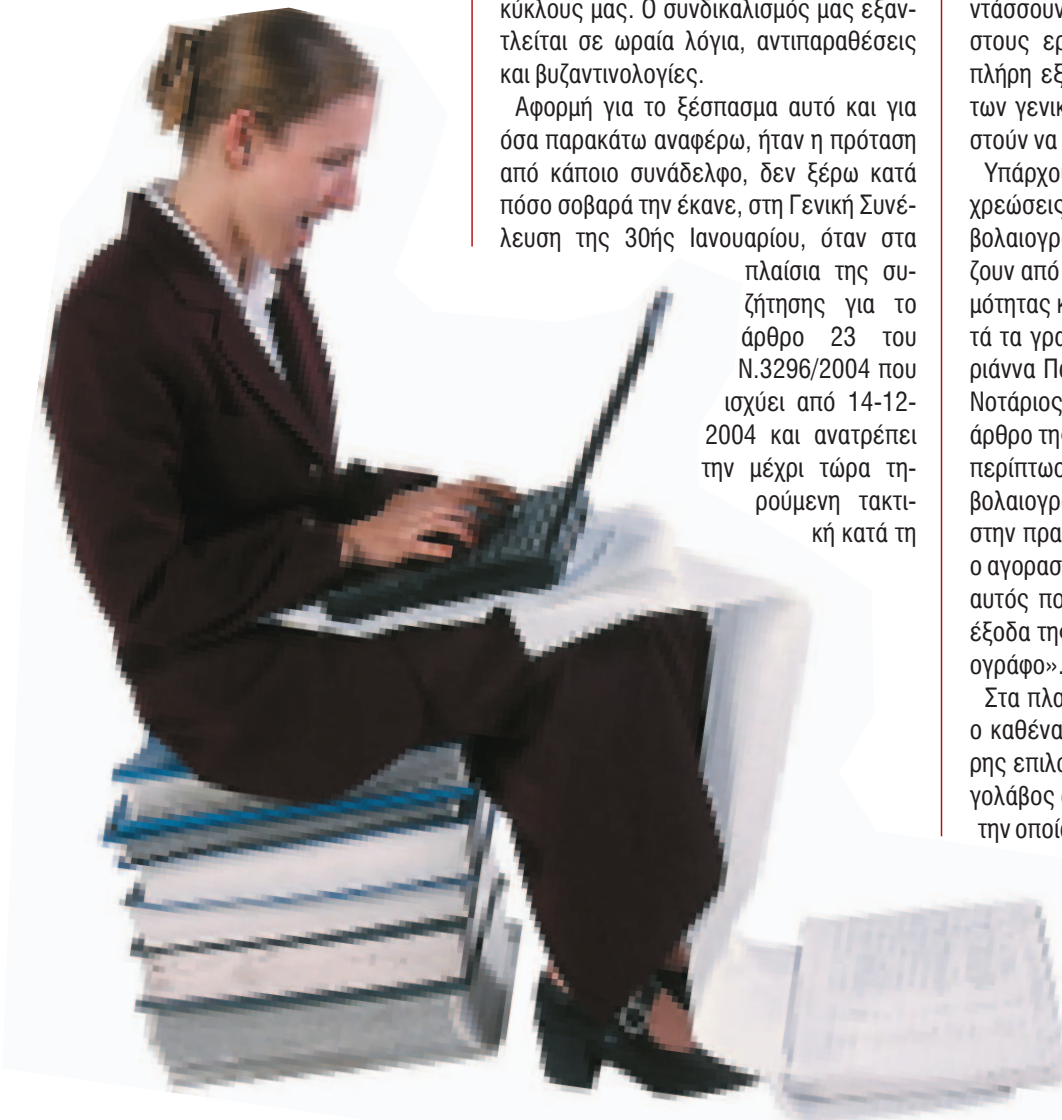 κύκλους μας. Ο συνδικαλισμός μας εξαν-
τλείται σε ωραία λόγια, αντιπαραθέσεις
και βυζαντινολογίες.
Αφορμή για το ξέσπασμα αυτό και για
όσα παρακάτω αναφέρω, ήταν η πρόταση
από κάποιο συνάδελφο, δεν ξέρω κατά
πόσο σοβαρά την έκανε, στη Γενική Συνέ-
λευση της 30ής Ιανουαρίου, όταν στα
πλαίσια της συ-
ζήτησης για το
άρθρο 23 του
Ν.3296/2004 που
ισχύει από 14-12-
2004 και ανατρέπει
την μέχρι τώρα τη-
ρούμενη τακτι-
κή κατά τη
ντάσσουν
στους ερ
πλήρη εξ
των γενικ
στούν να
Υπάρχο
χρεώσεις
βολαιογρ
ζουν από
μότητας κ
τά τα γρα
ριάννα Πα
Νοτάριος
άρθρο της
περίπτωσ
βολαιογρ
στην πρα
ο αγορασ
αυτός πο
έξοδα της
ογράφο».
Στα πλα
ο καθένα
ρης επιλο
γολάβος
την οποία